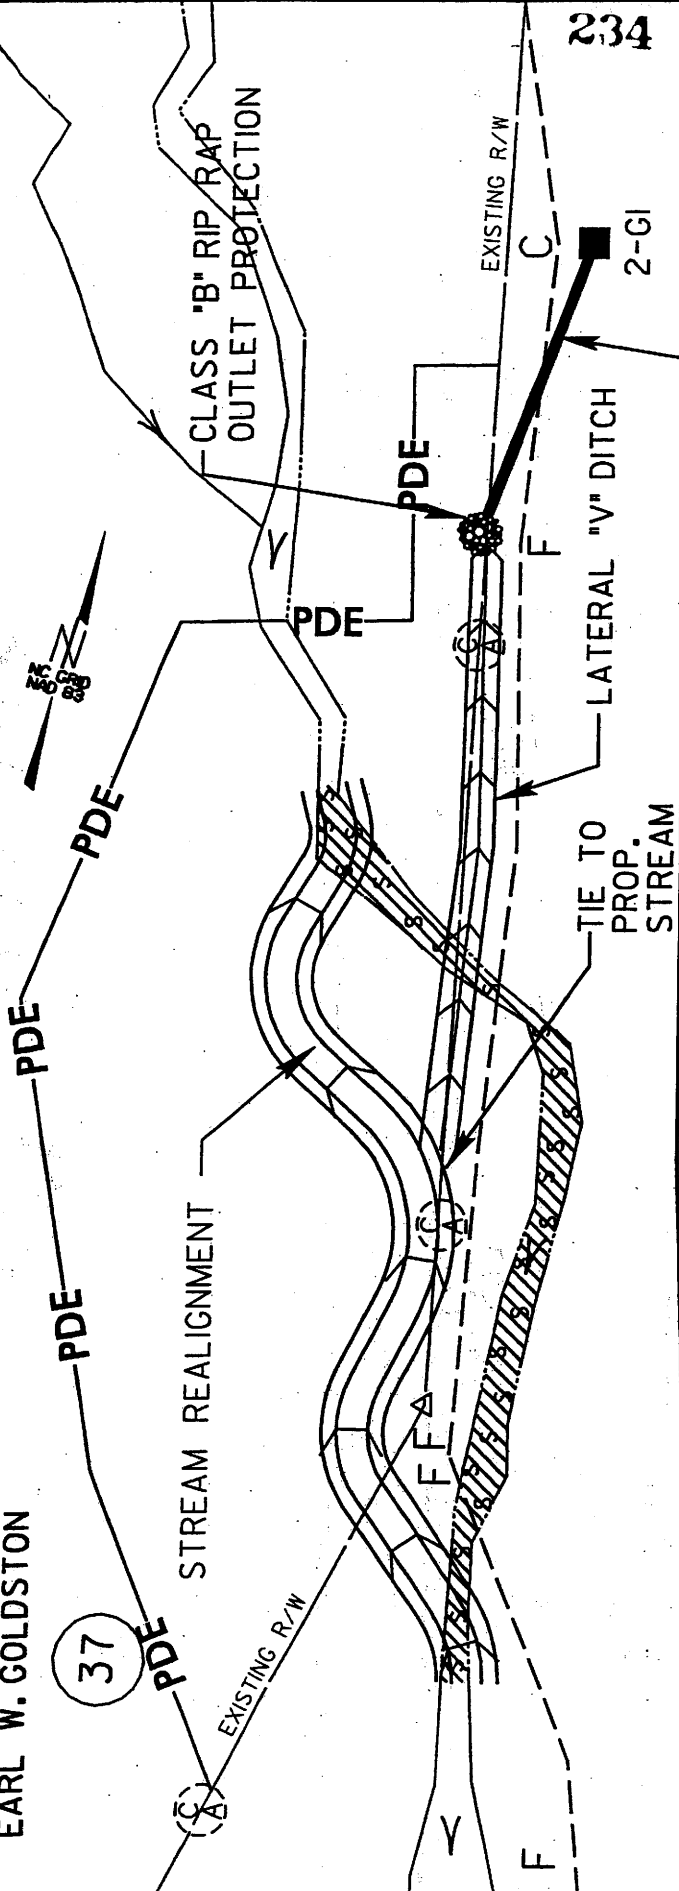 234
CLASS "B" RIP RAP
OUTLET PROTECTION
EXISTING R/W
C
2-GI
PDE
PDE
F
LATERAL "V" DITCH
NC GRID
NAD 83
C
A
PDE
TIE TO
PROP.
STREAM
PDE
STREAM REALIGNMENT
C
A
PDE
F
F
EARL W. GOLDSTON
37
PDE
EXISTING R/W
C
A
F